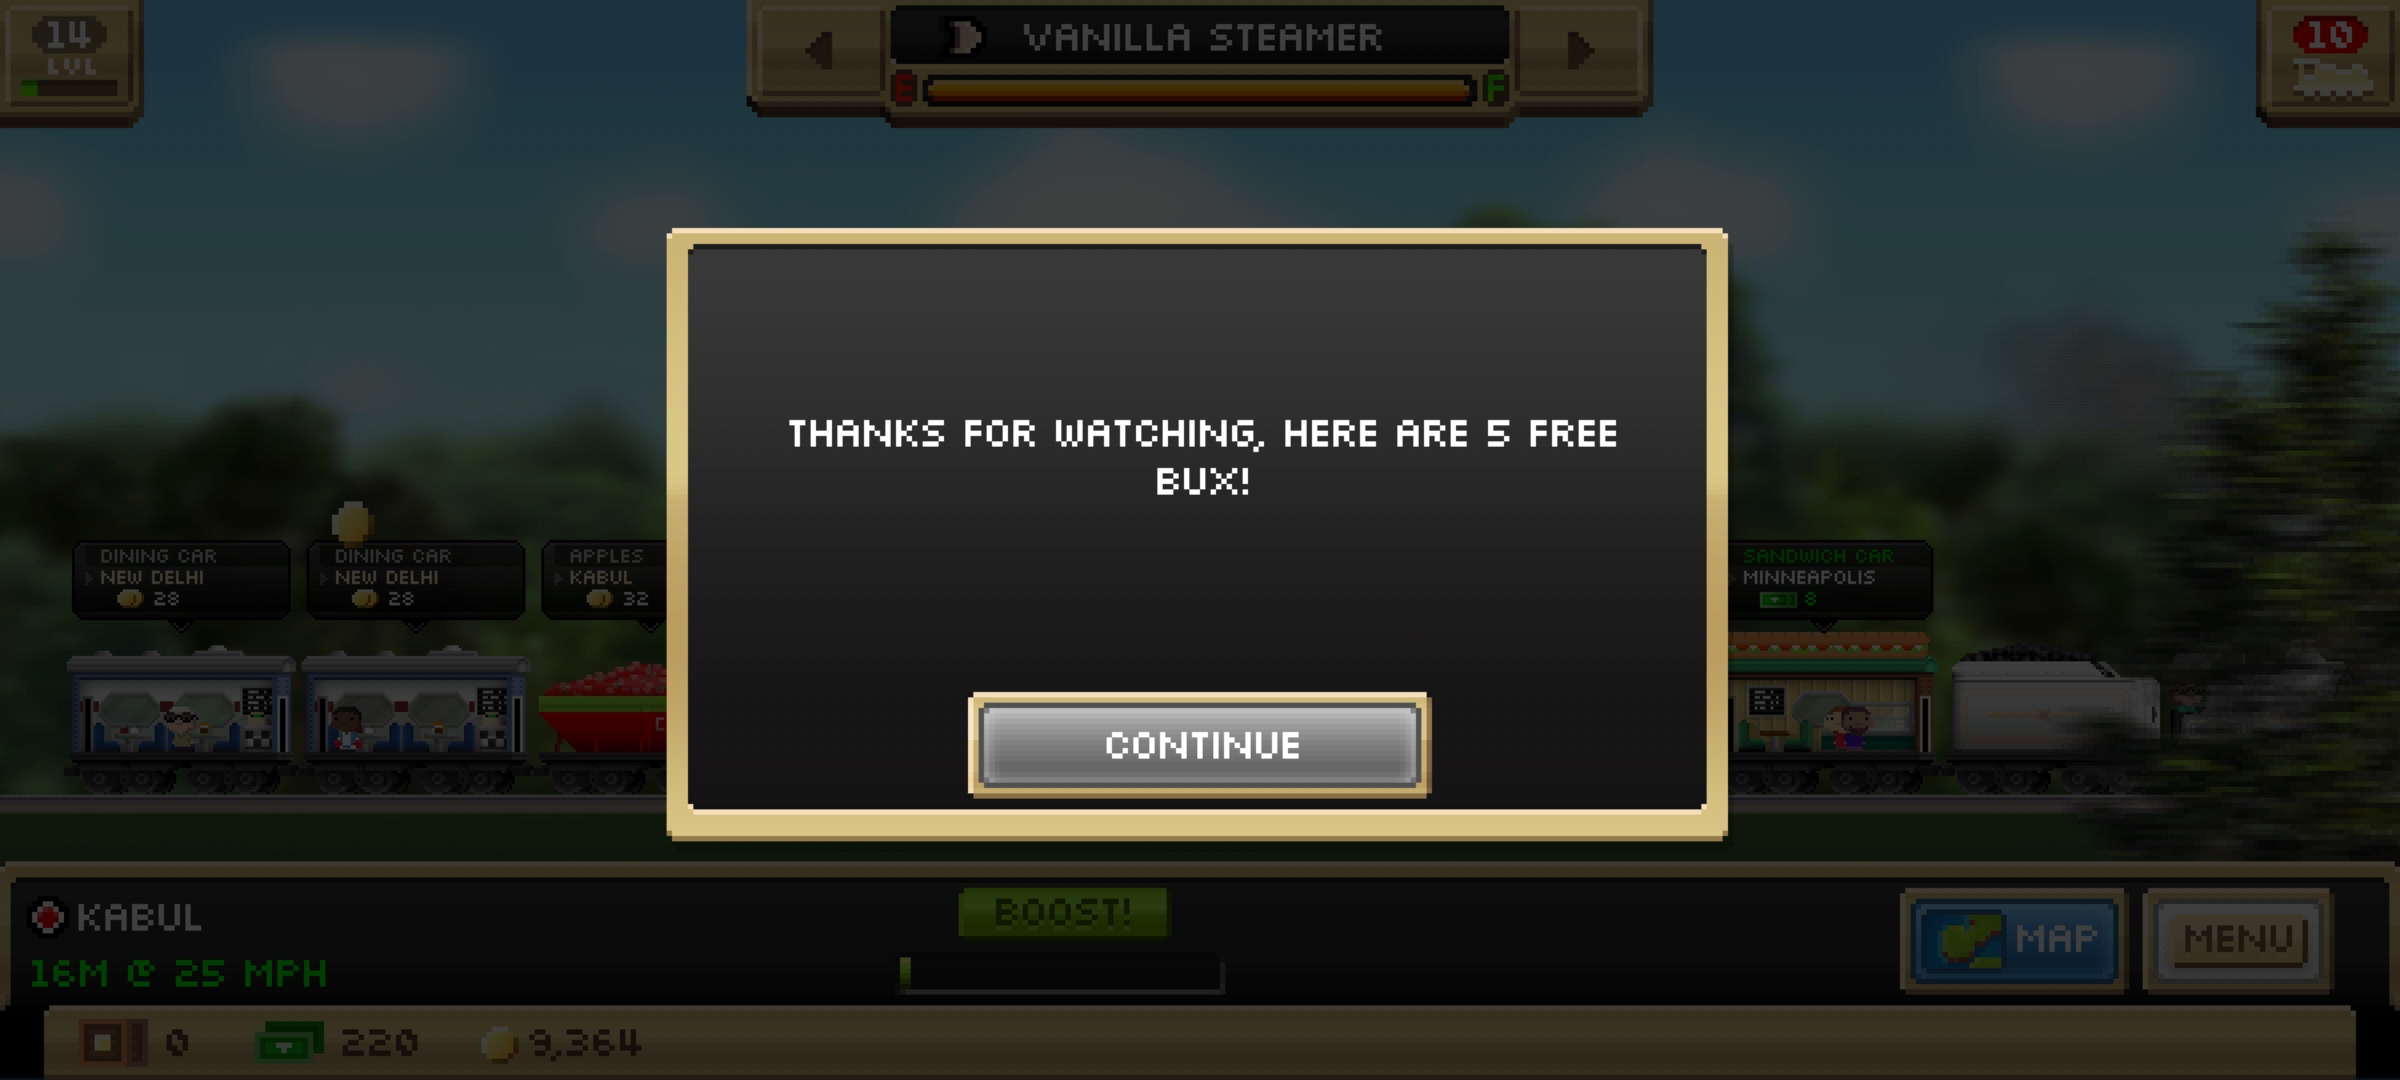 14
LVL
VANILLA STEAMER
E
F
10
THANKS FOR WATCHING, HERE ARE 5 FREE
BUX!
CONTINUE
DINING CAR
NEW DELHI
28
DINING CAR
NEW DELHI
28
APPLES
KABUL
32
SANDWICH CAR
MINNEAPOLIS
8
KABUL
16M @ 25 MPH
BOOST!
MAP
MENU
0
220
9,364